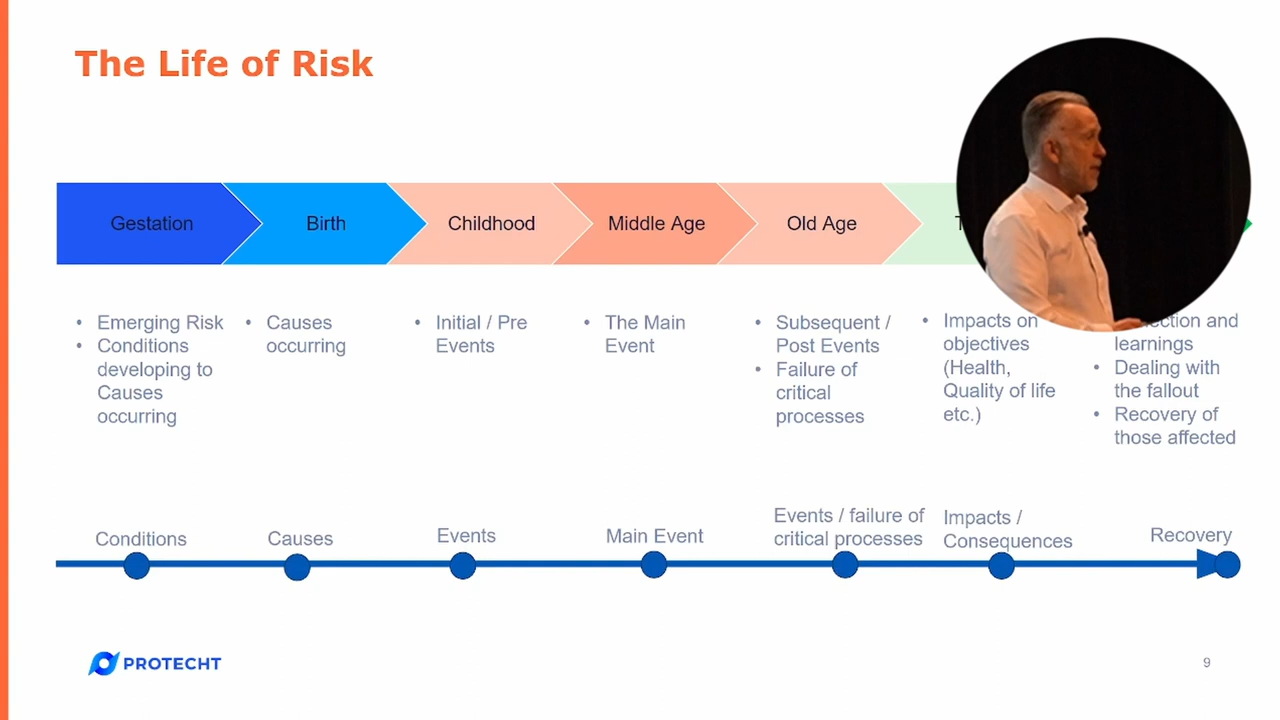 The Life of Risk
Gestation
Birth
Childhood
Middle Age
Old Age
• Emerging Risk
• Conditions
developing to
Causes
occurring
• Causes
occurring
• Initial / Pre
Events
• The Main
Event
• Subsequent /
Post Events
• Failure of
critical
processes
• Impacts on
objectives
(Health,
Quality of life
etc.)
and
learnings
• Dealing with
the fallout
• Recovery of
those affected
Conditions
Causes
Events
Main Event
Events / failure of
critical processes
Impacts /
Consequences
Recovery
PROTECHT
9